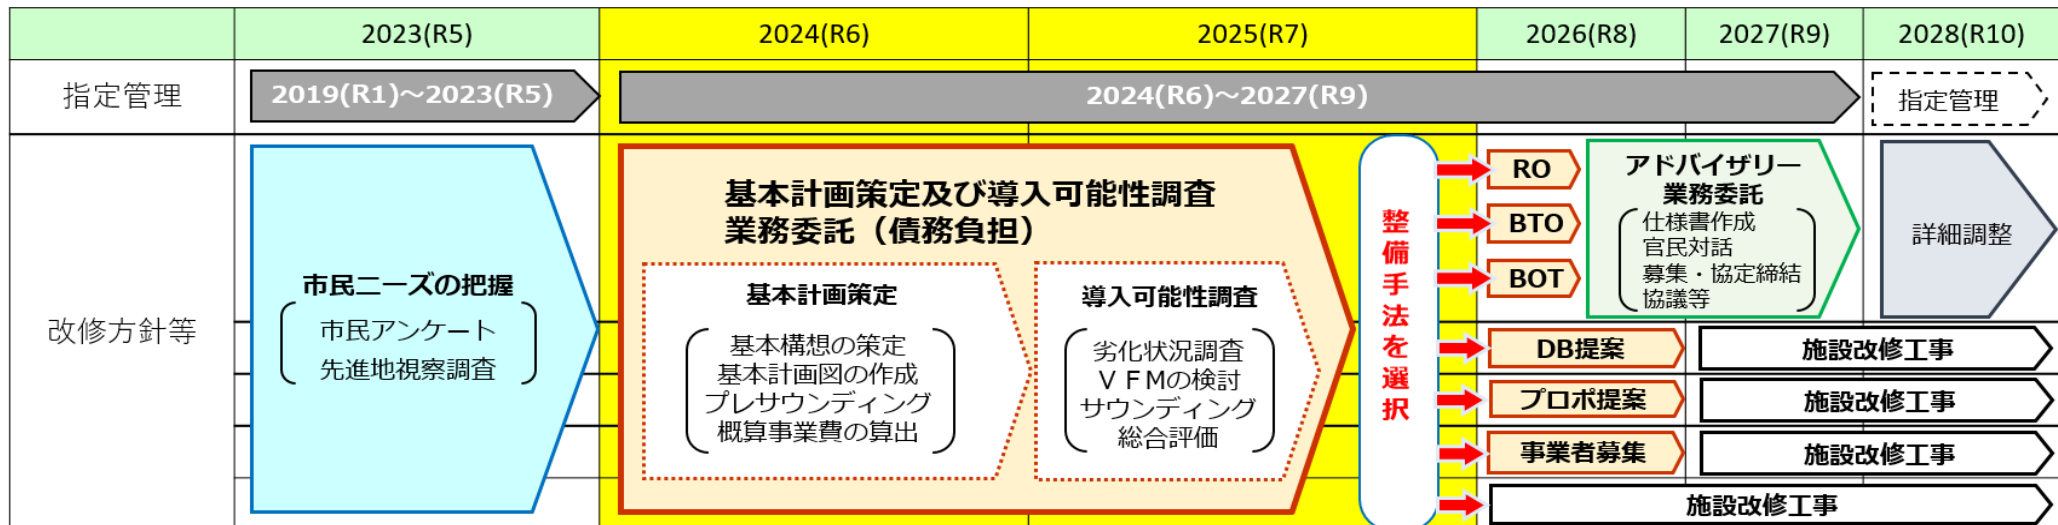 2023(R5)
2024(R6)
2025(R7)
2026(R8)
2027(R9)
2028(R10)
指定管理
2019(R1)～2023(R5)
2024(R6)～2027(R9)
指定管理
改修方針等
市民ニーズの把握
市民アンケート
先進地視察調査
基本計画策定及び導入可能性調査
業務委託（債務負担）
基本計画策定
基本構想の策定
基本計画図の作成
プレサウンディング
概算事業費の算出
導入可能性調査
劣化状況調査
ＶＦＭの検討
サウンディング
総合評価
整備手法を選択
RO
BTO
BOT
アドバイザリー
業務委託
仕様書作成
官民対話
募集・協定締結
協議等
詳細調整
DB提案
施設改修工事
プロポ提案
施設改修工事
事業者募集
施設改修工事
施設改修工事